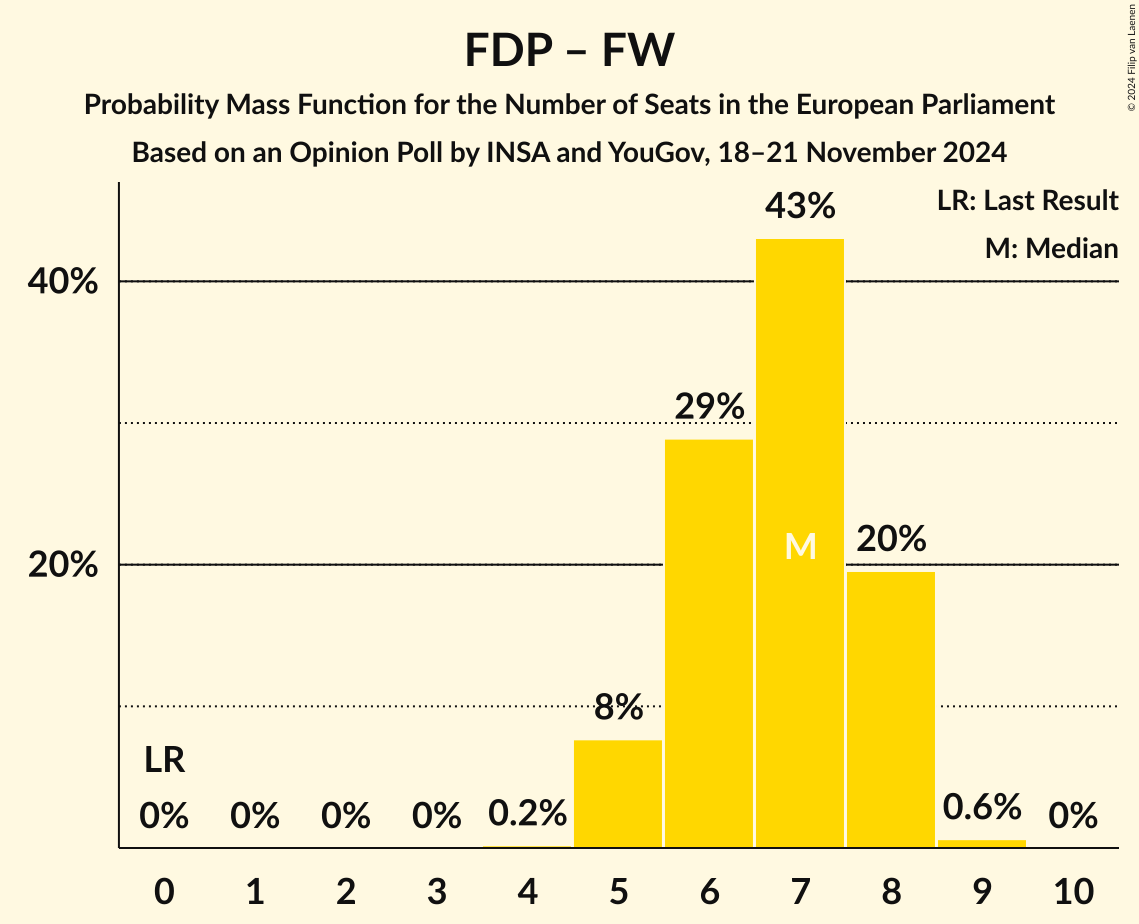 FDP – FW
Probability Mass Function for the Number of Seats in the European Parliament
Based on an Opinion Poll by INSA and YouGov, 18–21 November 2024
© 2024 Filip van Laenen
LR: Last Result
M: Median
43%
40%
29%
M
20%
20%
8%
LR
0%
0%
0%
0%
0.2%
0.6%
0%
0 1 2 3 4 5 6 7 8 9 10